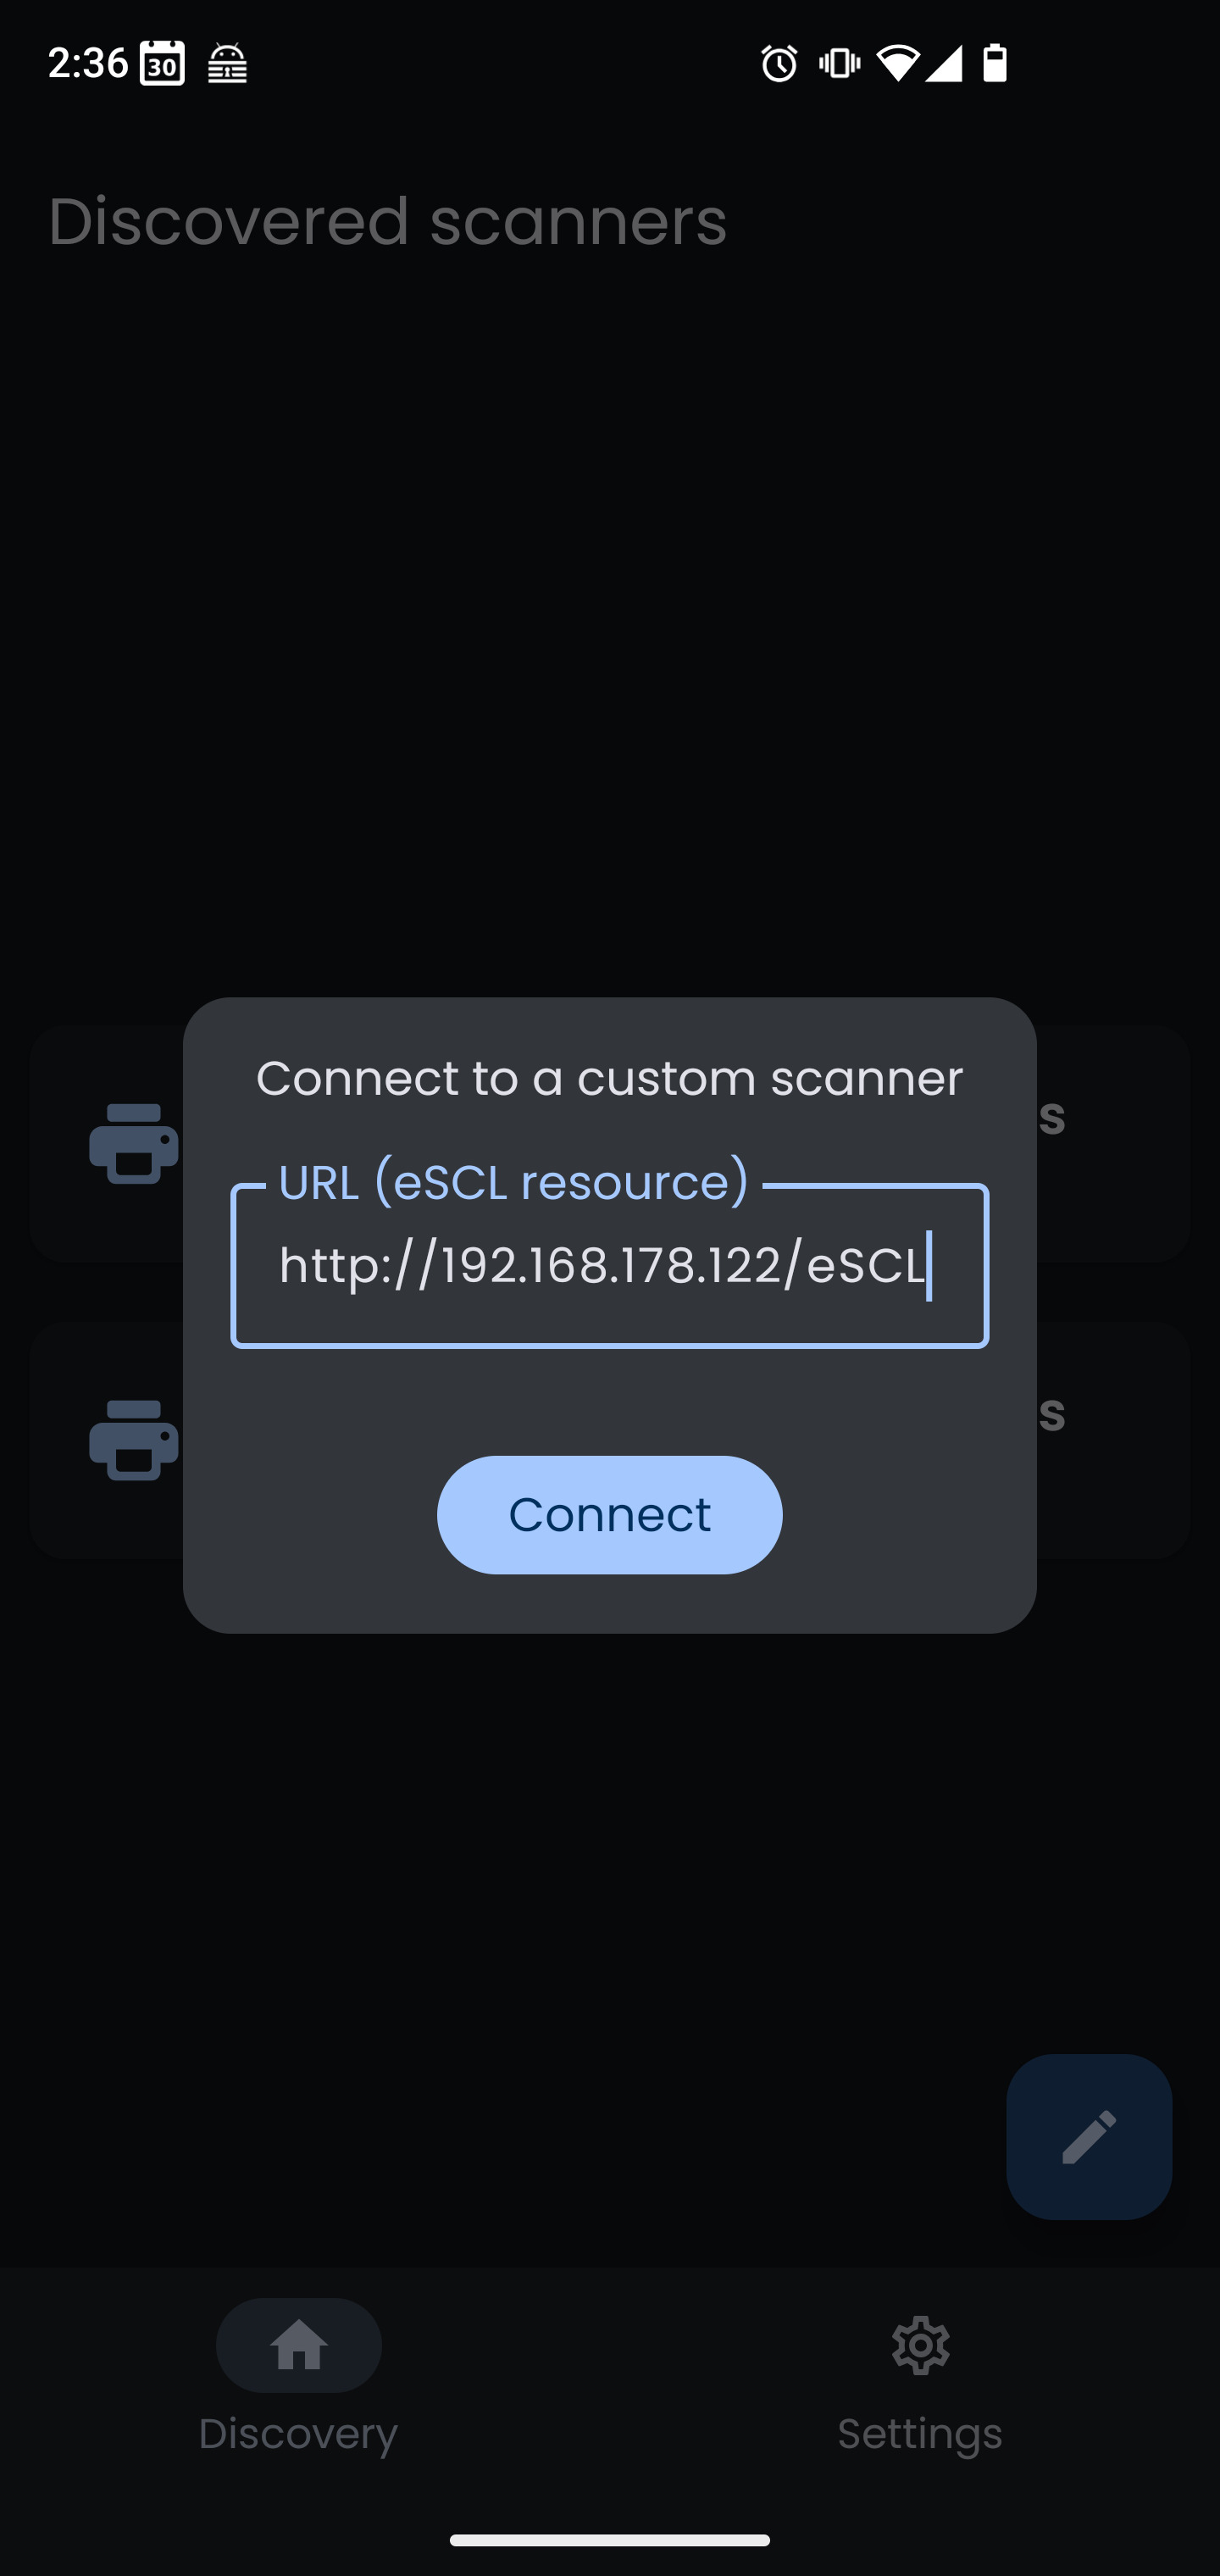 2:36 30
Discovered scanners
Connect to a custom scanner
s
URL (eSCL resource)
http://192.168.178.122/eSCL
s
Connect
Discovery
Settings